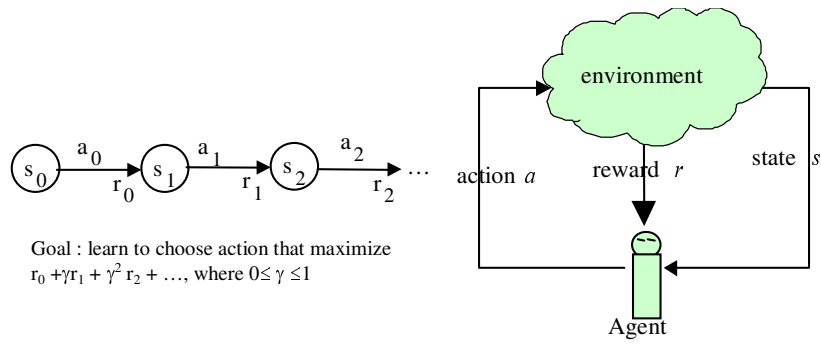 a0 a1 a2
s0 s1 s2 ...
r0 r1 r2
Goal : learn to choose action that maximize
r0 +γr1 + γ² r2 + …, where 0≤ γ ≤1
environment
action a
reward r
state s
Agent